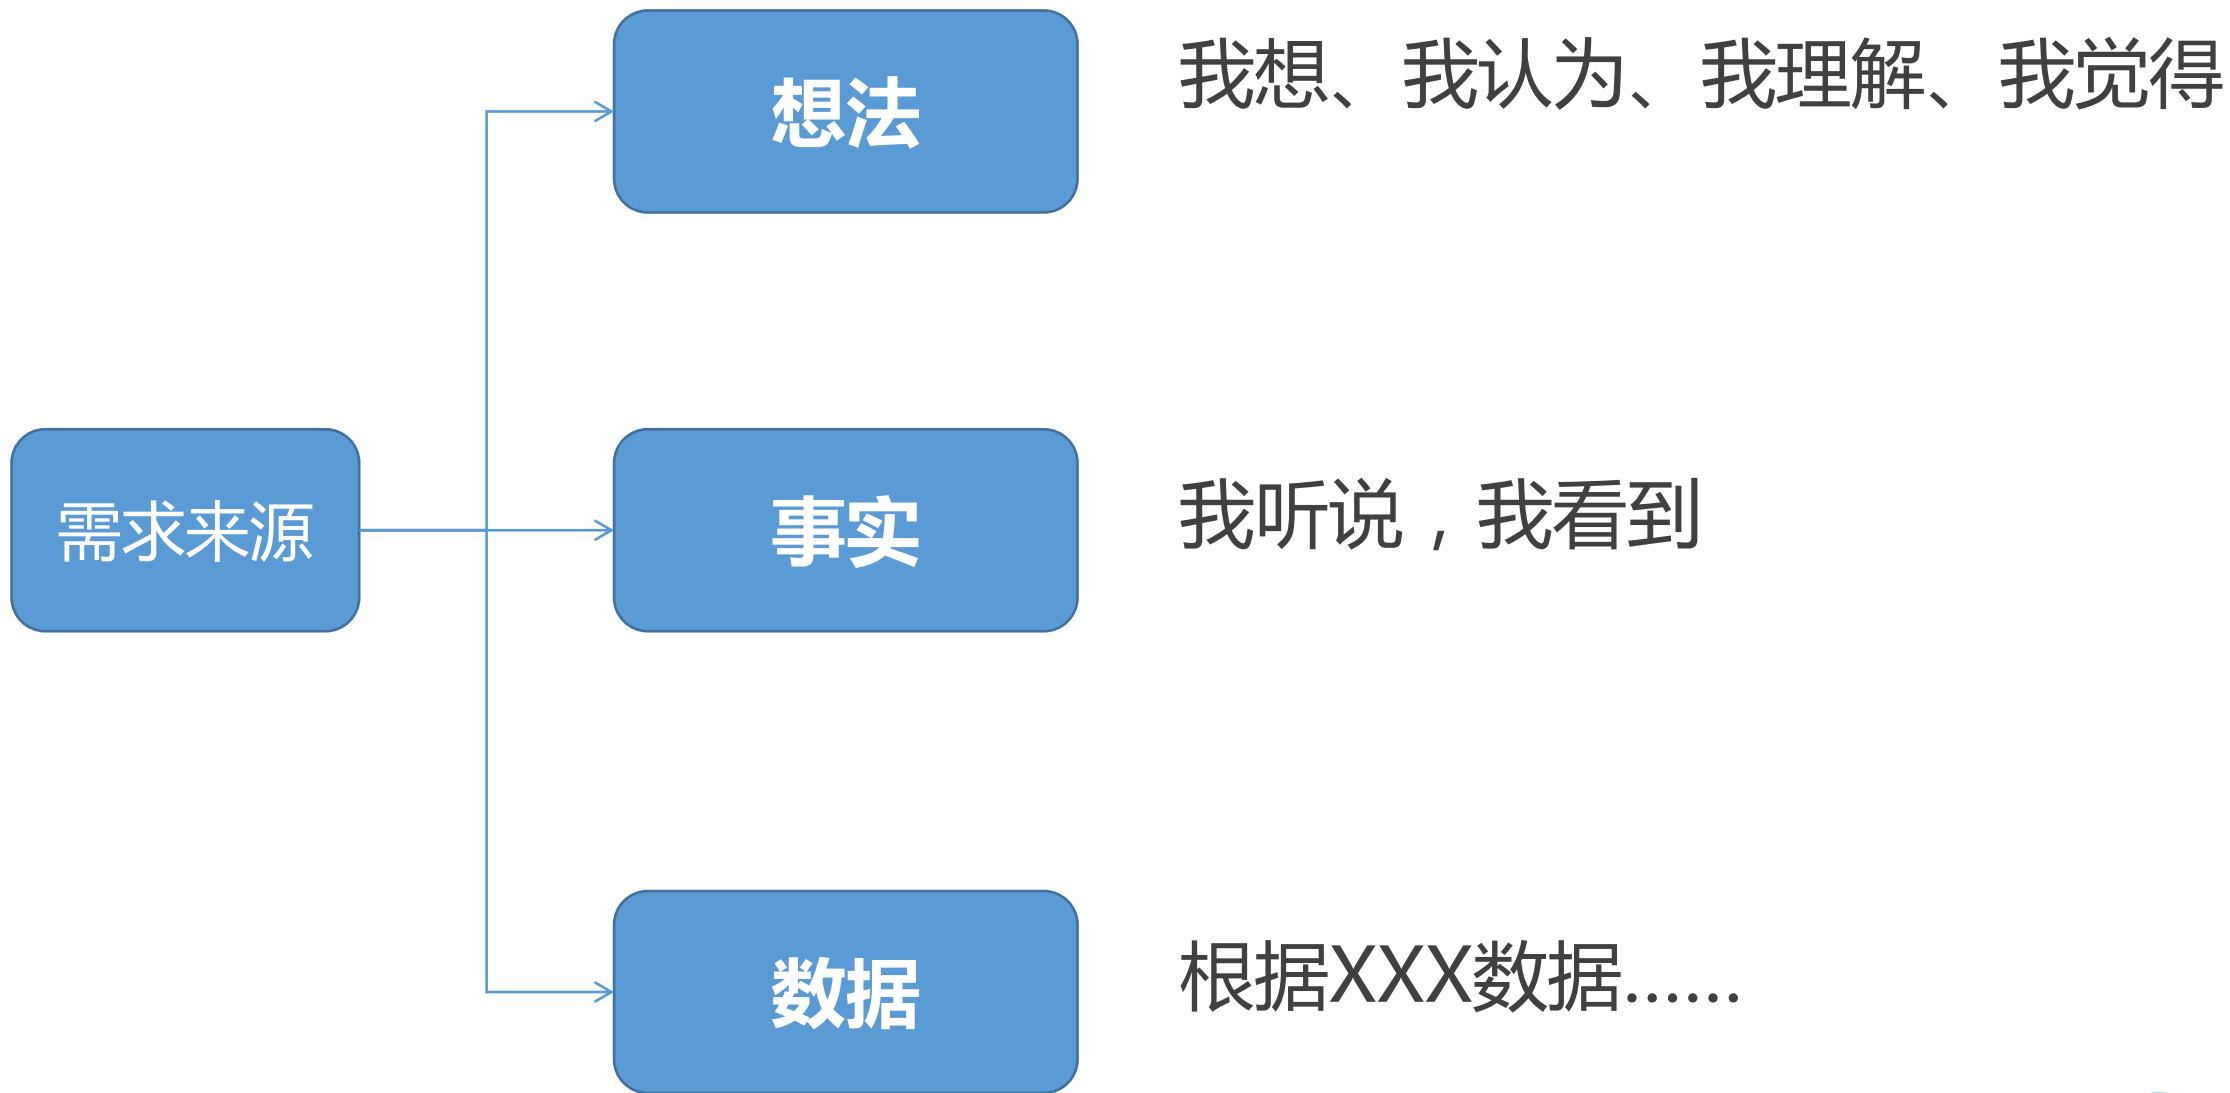 想法
我想、我认为、我理解、我觉得
需求来源
事实
我听说，我看到
数据
根据XXX数据……